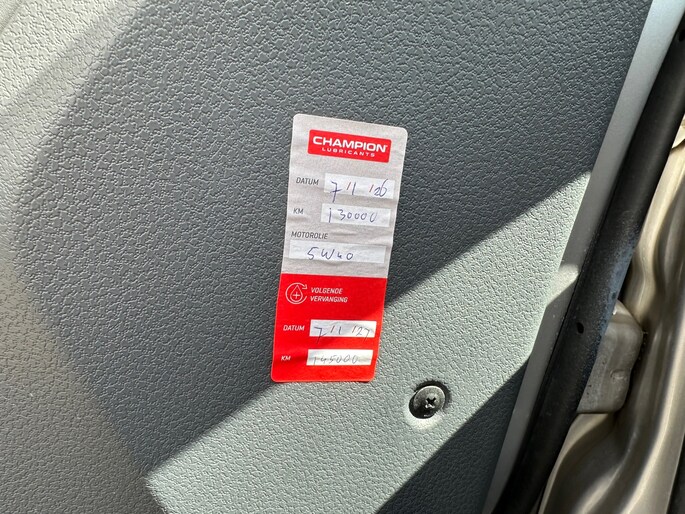 CHAMPION
LUBRICANTS
DATUM 7/1 '26
KM 130000
MOTOROLIE
5W40
VOLGENDE
VERVANGING
DATUM 7/1 '27
KM 145000